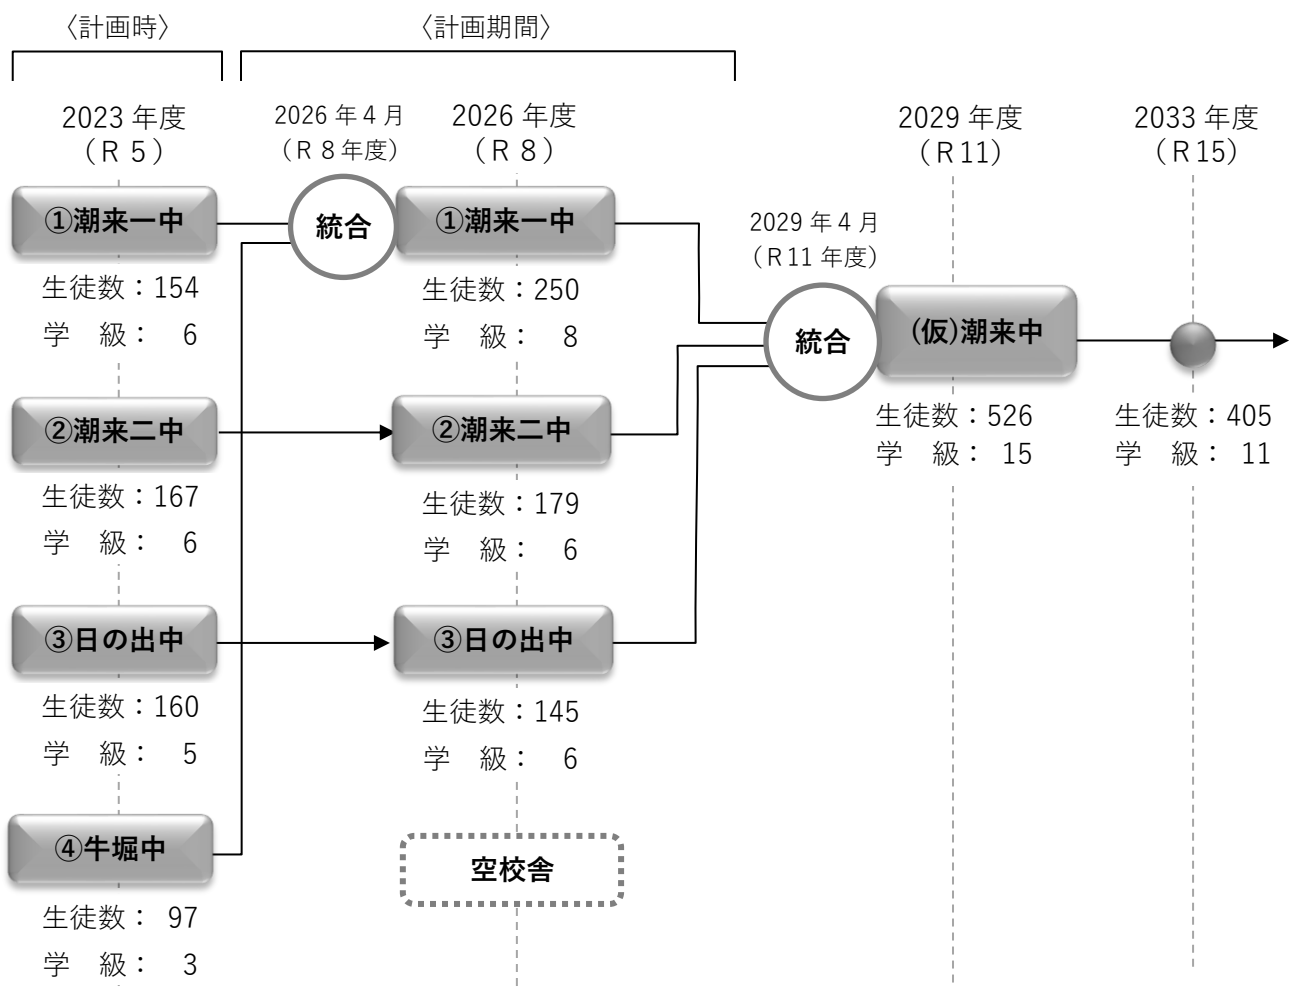 〈計画時〉
〈計画期間〉
2023 年度
（R 5）
2026 年 4 月
（R 8 年度）
2026 年度
（R 8）
2029 年度
（R11）
2033 年度
（R15）
①潮来一中
統合
①潮来一中
生徒数：154
学　級：　6
生徒数：250
学　級：　8
2029 年 4 月
（R11 年度）
統合
(仮)潮来中
生徒数：526
学　級： 15
生徒数：405
学　級： 11
②潮来二中
②潮来二中
生徒数：167
学　級：　6
生徒数：179
学　級：　6
③日の出中
③日の出中
生徒数：160
学　級：　5
生徒数：145
学　級：　6
④牛堀中
空校舎
生徒数： 97
学　級：　3